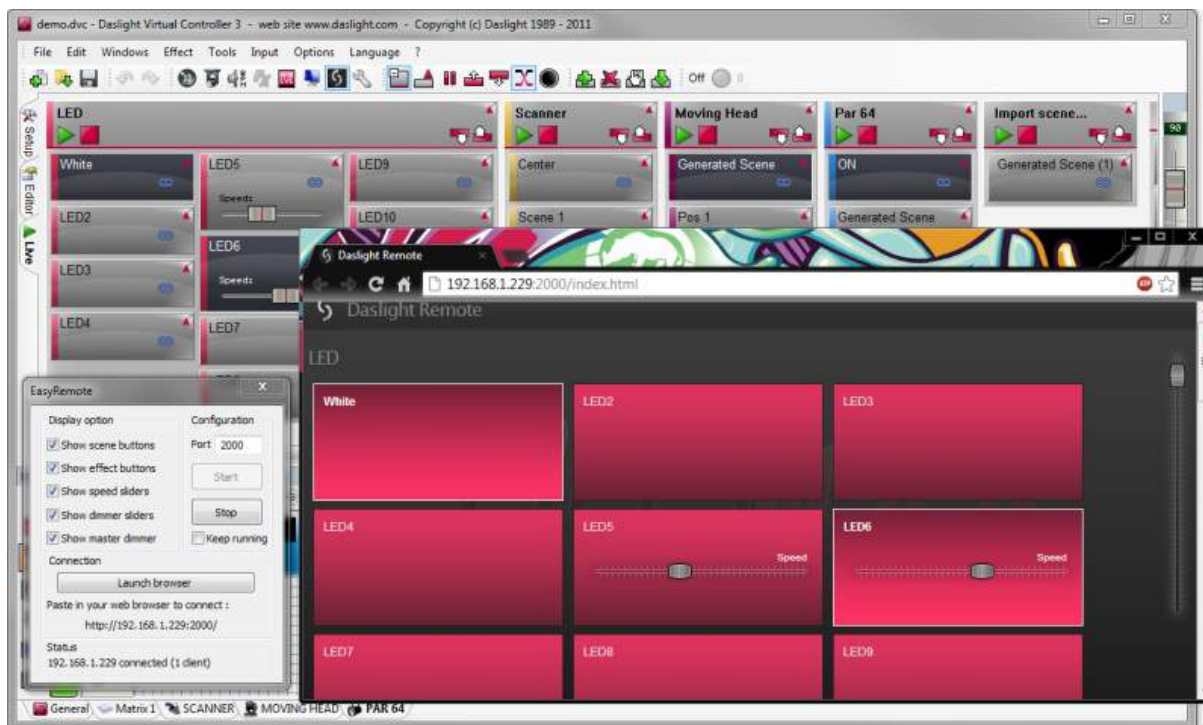 demo.dvc - Daslight Virtual Controller 3 - web site www.daslight.com - Copyright (c) Daslight 1989 - 2011
File Edit Windows Effect Tools Input Options Language ?
Off
Setup
Editor
Live
LED
Scanner
Moving Head
Par 64
Import scene...
90
White
LED5
LED9
Center
Generated Scene
ON
Generated Scene (1)
Speed:
LED2
LED10
Scene 1
Pos 1
Generated Scene
LED6
LED3
Speed:
LED4
LED7
Daslight Remote
192.168.1.229:2000/index.html
Daslight Remote
LED
White
LED2
LED3
LED4
LED5
Speed
LED6
Speed
LED7
LED8
LED9
EasyRemote
Display option
Configuration
Show scene buttons
Port 2000
Show effect buttons
Start
Show speed sliders
Show dimmer sliders
Stop
Show master dimmer
Keep running
Connection
Launch browser
Paste in your web browser to connect :
http://192.168.1.229:2000/
Status
192.168.1.229 connected (1 client)
General Matrix 1 SCANNER MOVING HEAD PAR 64